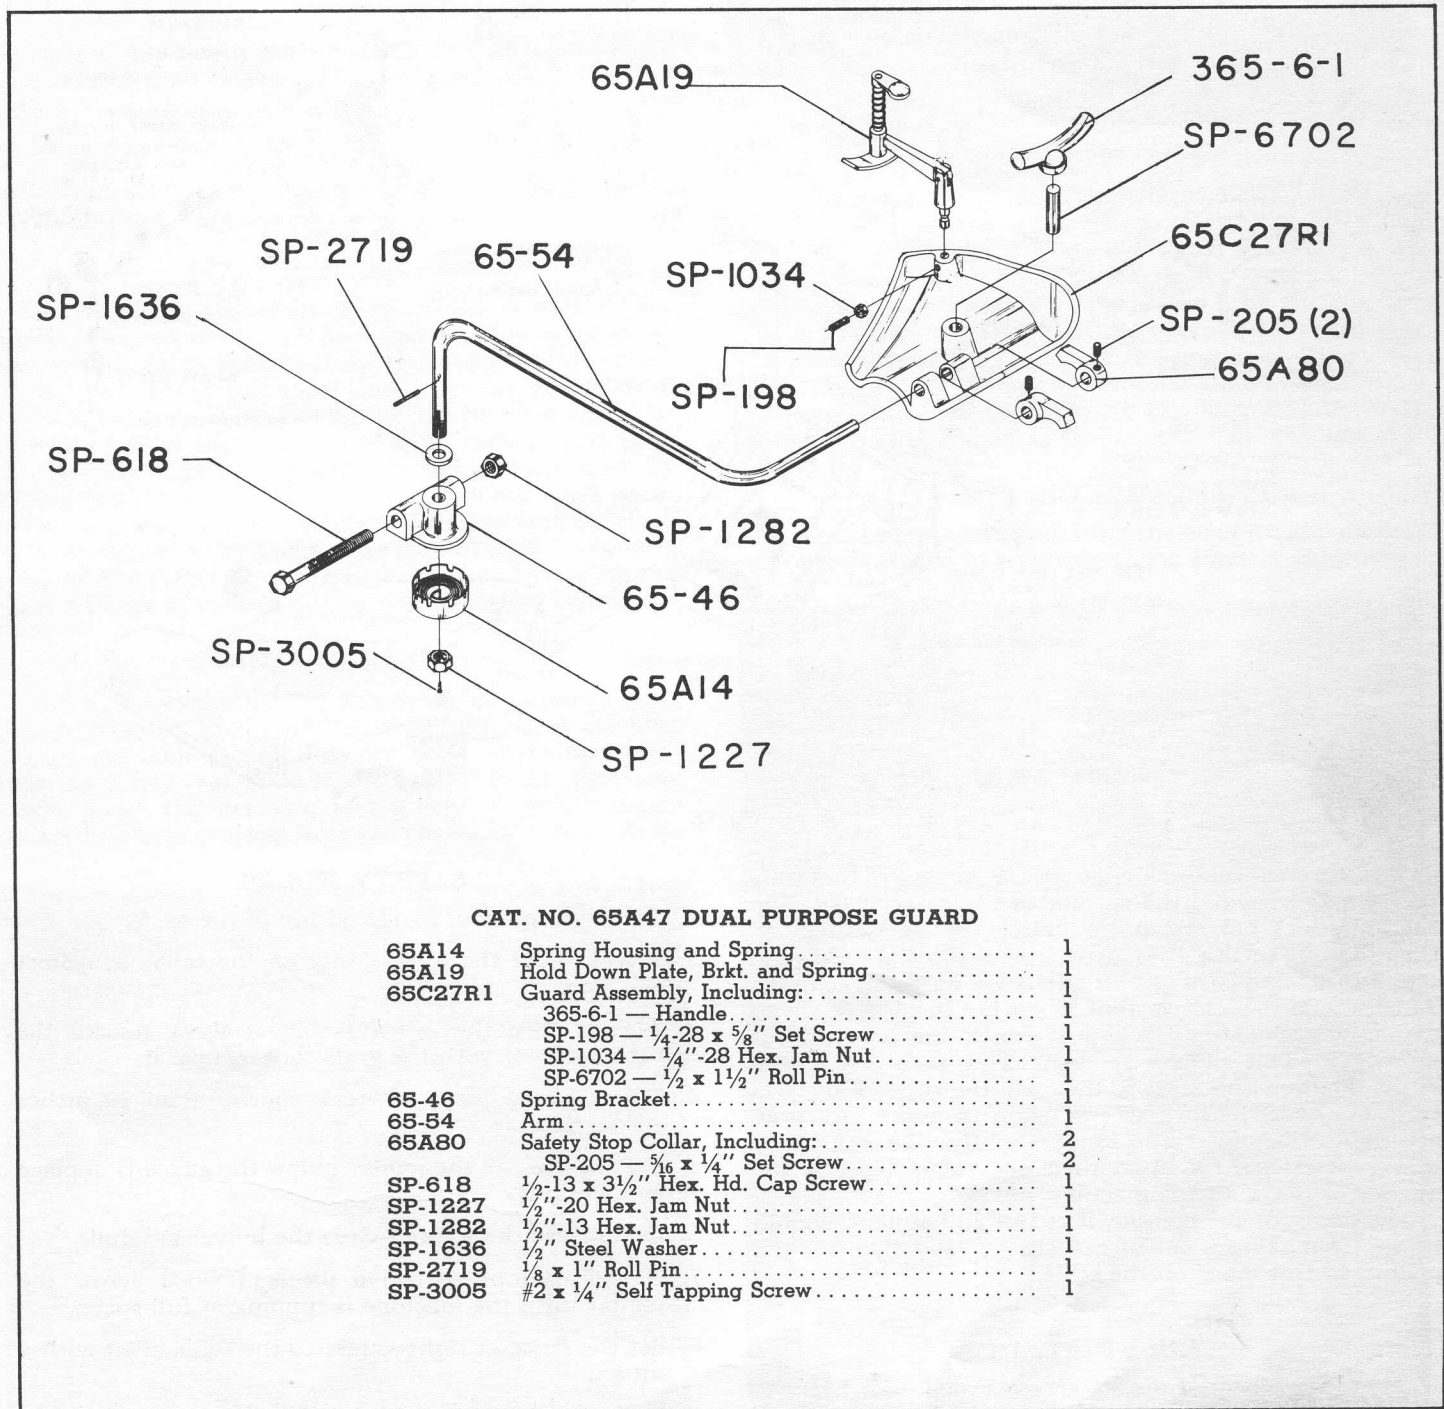 65A19
365-6-1
SP-6702
65C27R1
SP-2719
65-54
SP-1034
SP-1636
SP-205 (2)
65A80
SP-198
SP-618
SP-1282
65-46
SP-3005
65A14
SP-1227
CAT. NO. 65A47 DUAL PURPOSE GUARD
65A14 Spring Housing and Spring........................ 1
65A19 Hold Down Plate, Brkt. and Spring................ 1
65C27R1 Guard Assembly, Including:....................... 1
365-6-1 — Handle............................... 1
SP-198 — ¼-28 x ⅝" Set Screw................ 1
SP-1034 — ¼"-28 Hex. Jam Nut................ 1
SP-6702 — ½ x 1½" Roll Pin................... 1
65-46 Spring Bracket..................................... 1
65-54 Arm................................................ 1
65A80 Safety Stop Collar, Including:...................... 2
SP-205 — 5/16 x ¼" Set Screw................... 2
SP-618 ½-13 x 3½" Hex. Hd. Cap Screw................. 1
SP-1227 ½"-20 Hex. Jam Nut............................... 1
SP-1282 ½"-13 Hex. Jam Nut............................... 1
SP-1636 ½" Steel Washer.................................. 1
SP-2719 ⅛ x 1" Roll Pin.................................... 1
SP-3005 #2 x ¼" Self Tapping Screw...................... 1